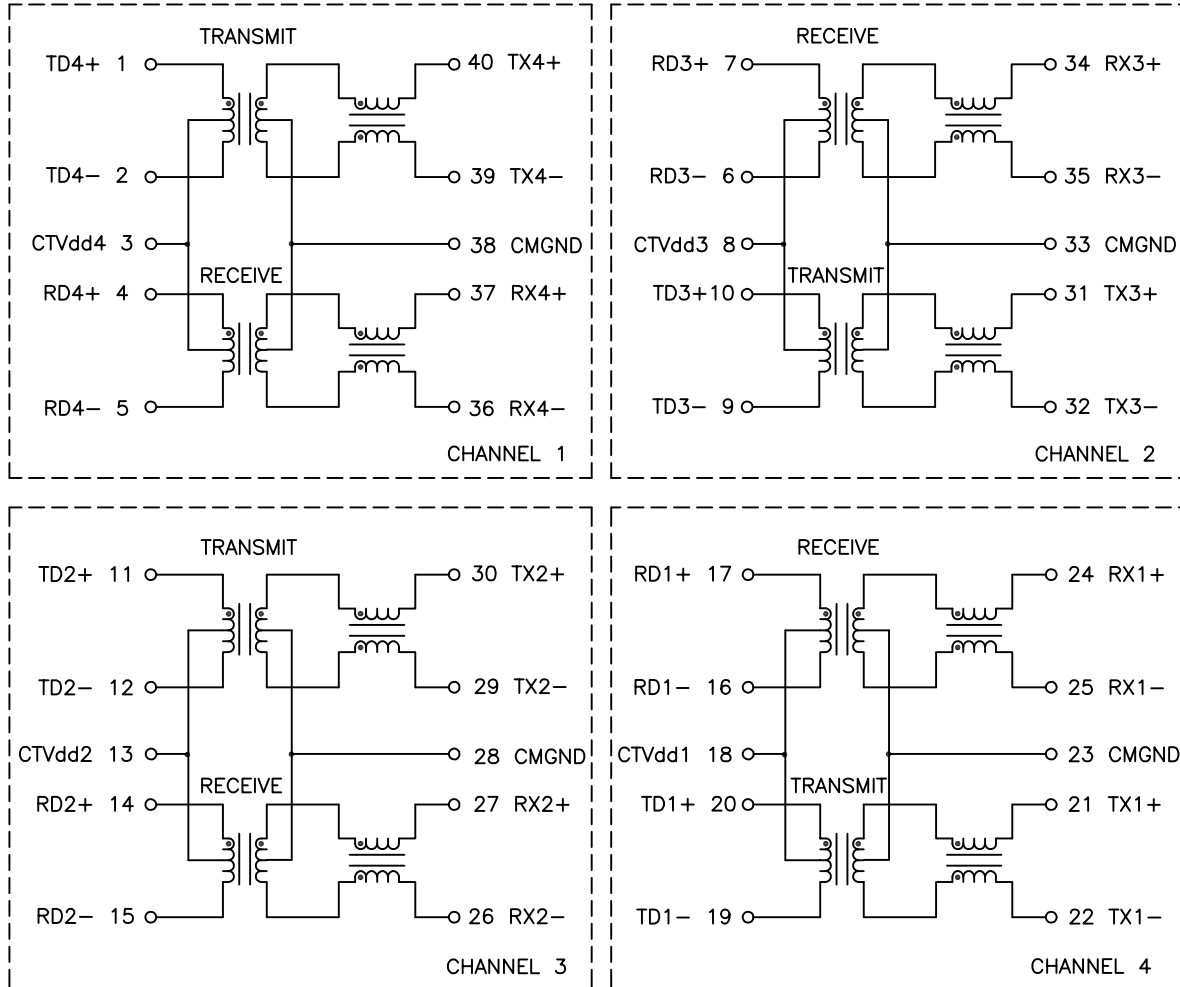 TRANSMIT
TD4+ 1
40 TX4+
TD4- 2
39 TX4-
CTVdd4 3
38 CMGND
RECEIVE
RD4+ 4
37 RX4+
RD4- 5
36 RX4-
CHANNEL 1
RECEIVE
RD3+ 7
34 RX3+
RD3- 6
35 RX3-
CTVdd3 8
33 CMGND
TRANSMIT
TD3+10
31 TX3+
TD3- 9
32 TX3-
CHANNEL 2
TRANSMIT
TD2+ 11
30 TX2+
TD2- 12
29 TX2-
CTVdd2 13
28 CMGND
RECEIVE
RD2+ 14
27 RX2+
RD2- 15
26 RX2-
CHANNEL 3
RECEIVE
RD1+ 17
24 RX1+
RD1- 16
25 RX1-
CTVdd1 18
23 CMGND
TRANSMIT
TD1+ 20
21 TX1+
TD1- 19
22 TX1-
CHANNEL 4